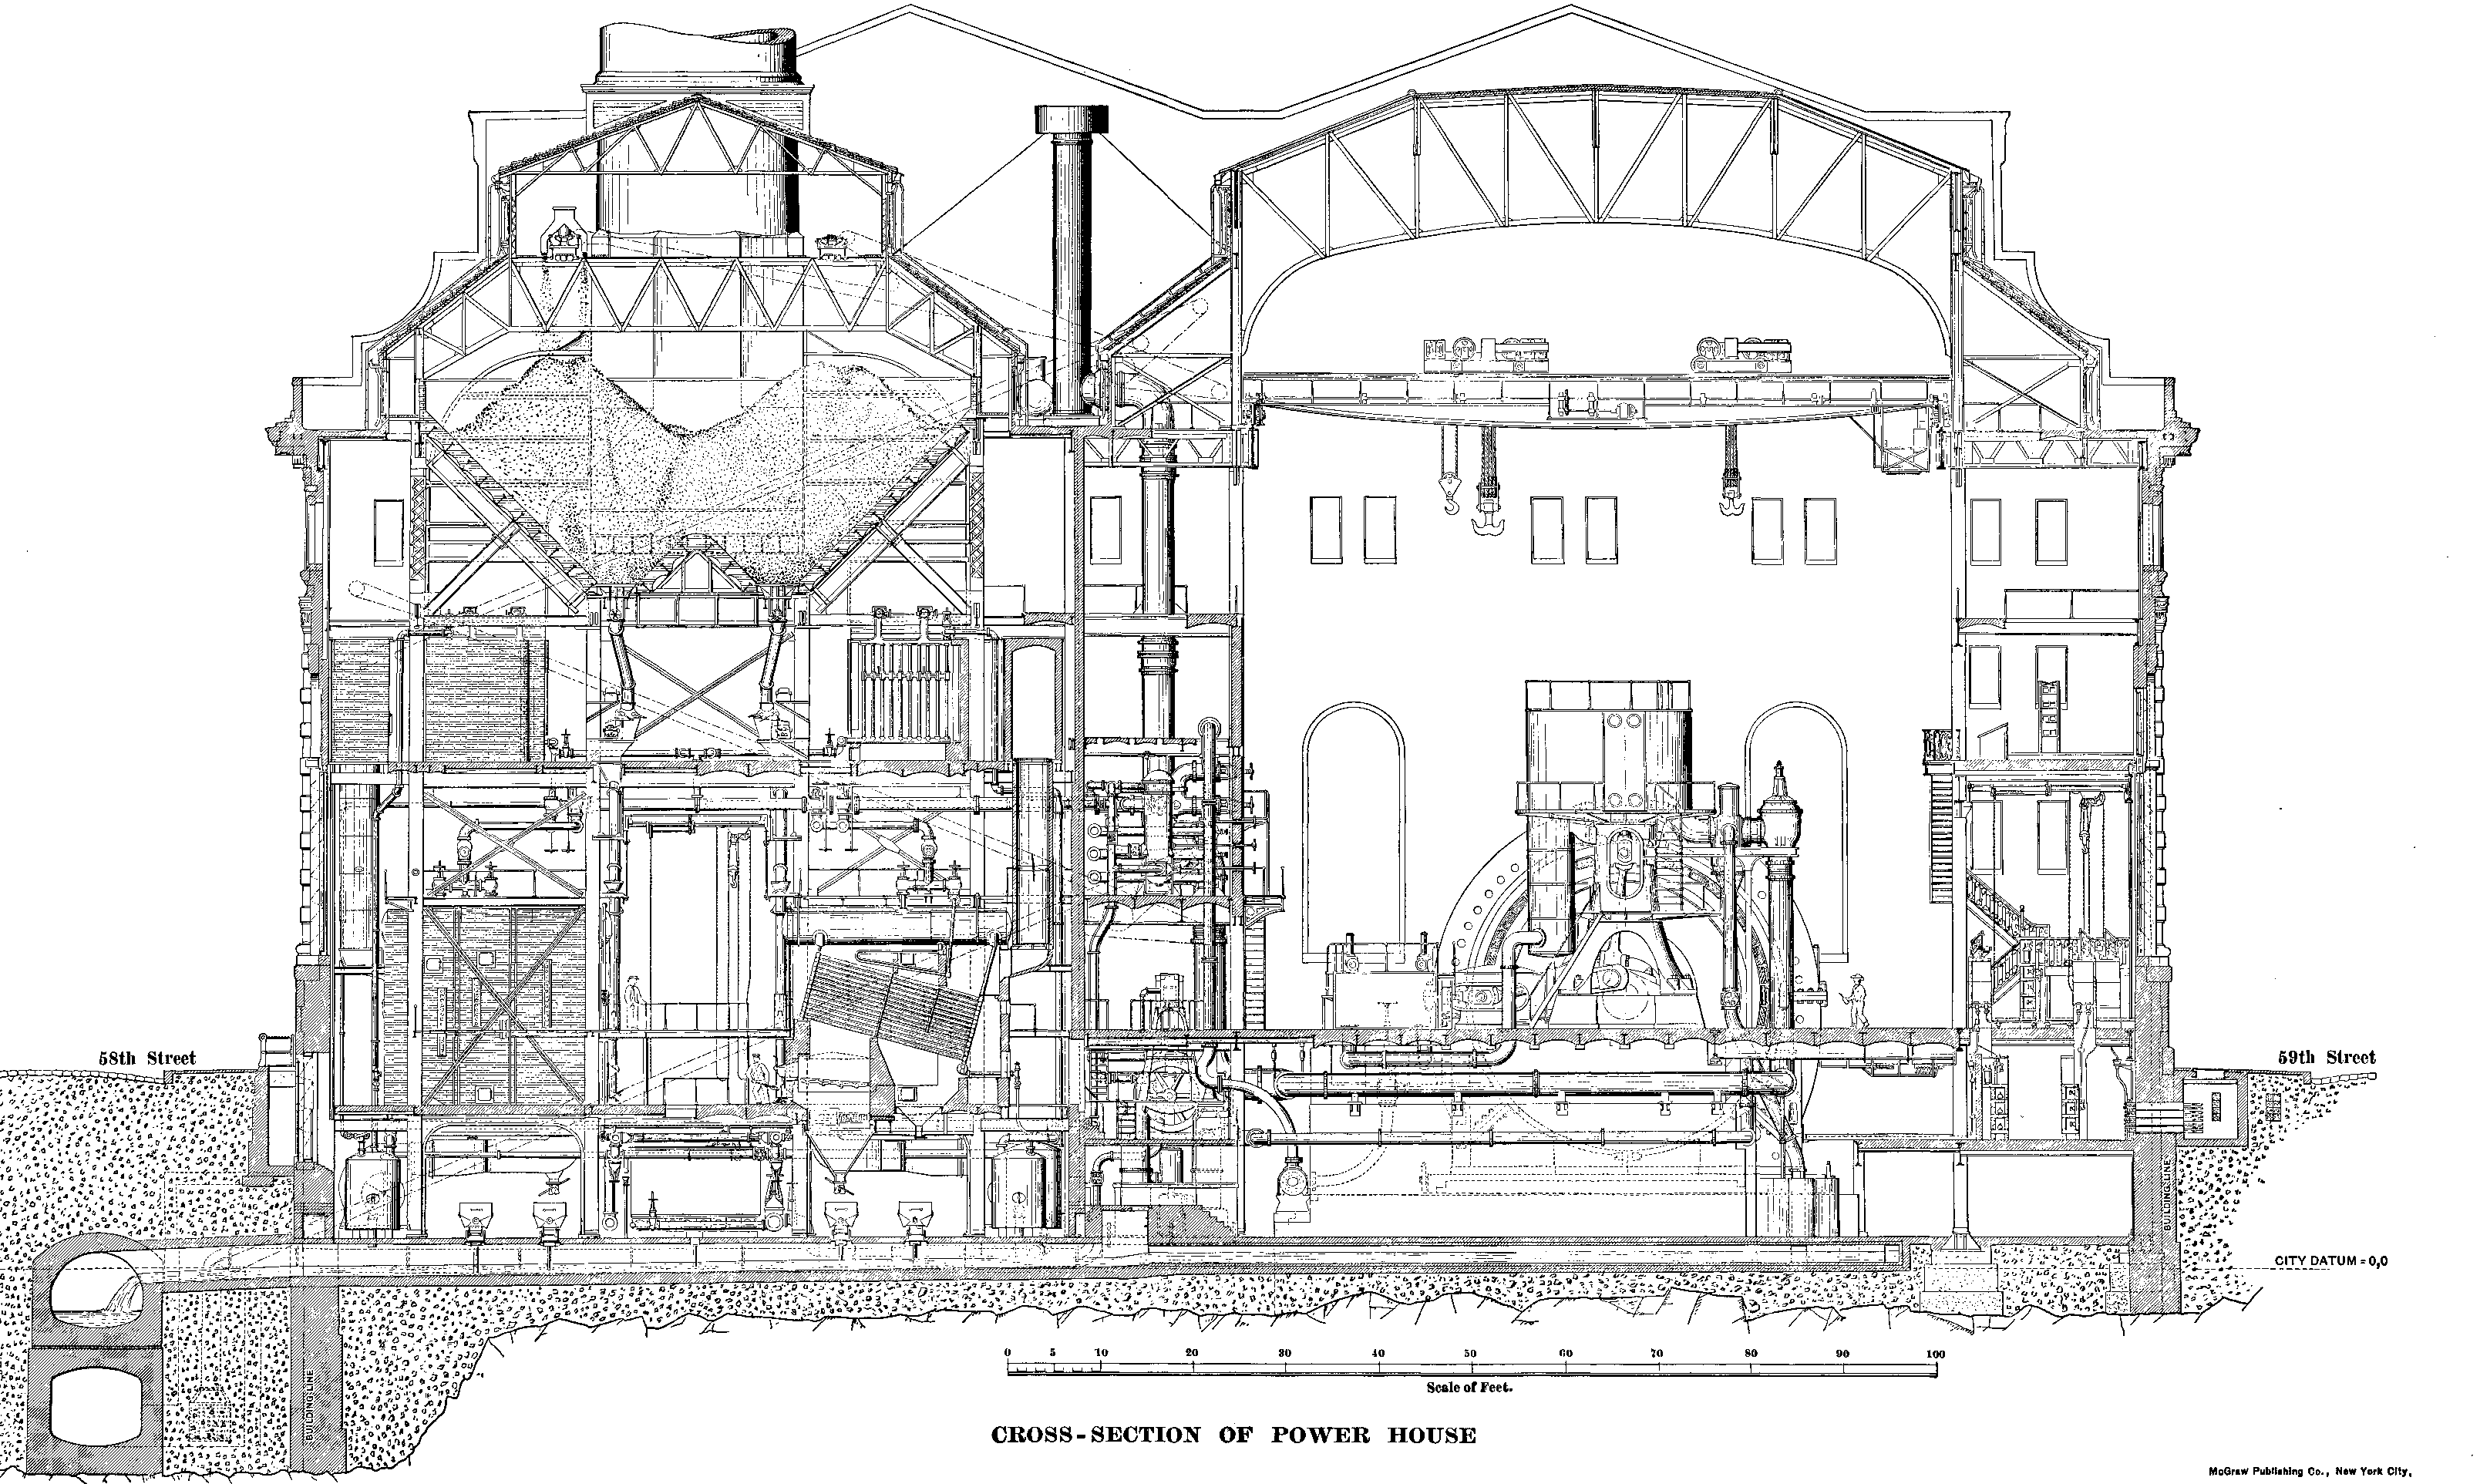 58th Street
59th Street
BUILDING LINE
CITY DATUM = 0,0
BUILDING LINE
0 5 10 20 30 40 50 60 70 80 90 100
Scale of Feet.
CROSS-SECTION OF POWER HOUSE
McGraw Publishing Co., New York City.